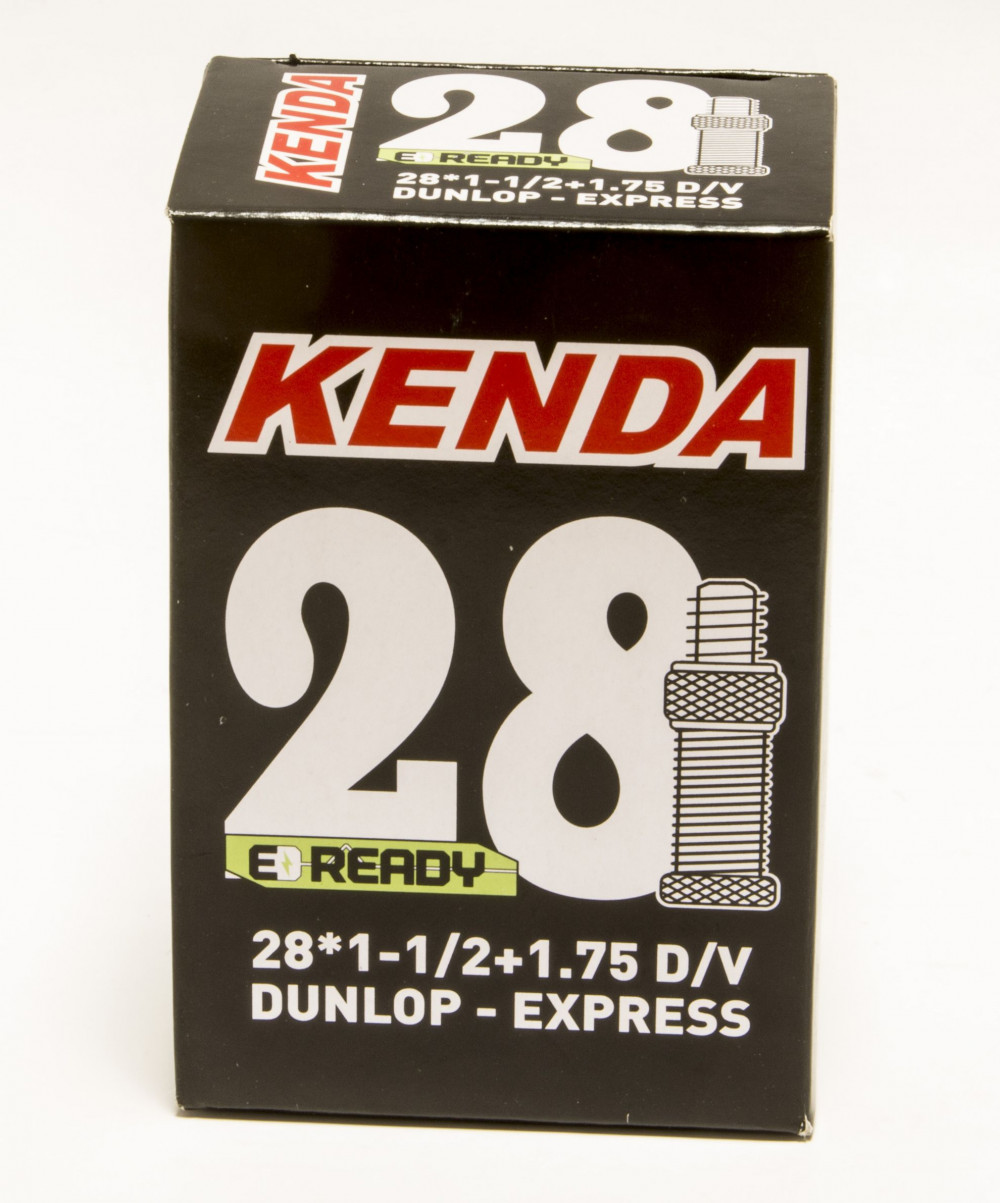 KENDA
28
E READY
28*1-1/2+1.75 D/V
DUNLOP - EXPRESS
KENDA
28
E READY
28*1-1/2+1.75 D/V
DUNLOP - EXPRESS